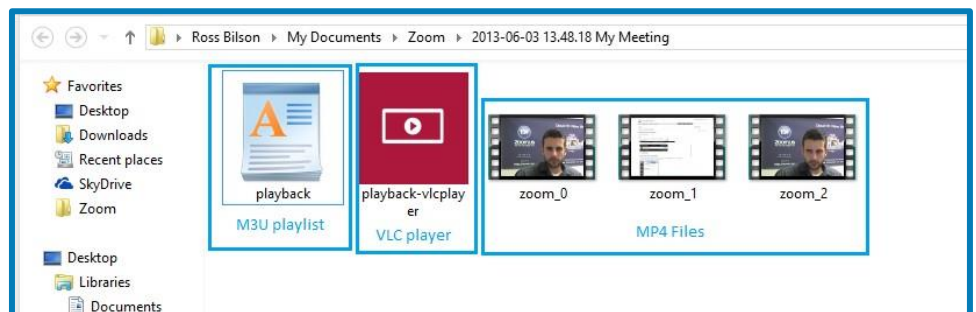 Ross Bilson ▸ My Documents ▸ Zoom ▸ 2013-06-03 13.48.18 My Meeting
Favorites
Desktop
Downloads
Recent places
SkyDrive
Zoom
Desktop
Libraries
Documents
playback
M3U playlist
playback-vlcplay
er
VLC player
zoom_0
zoom_1
zoom_2
MP4 Files